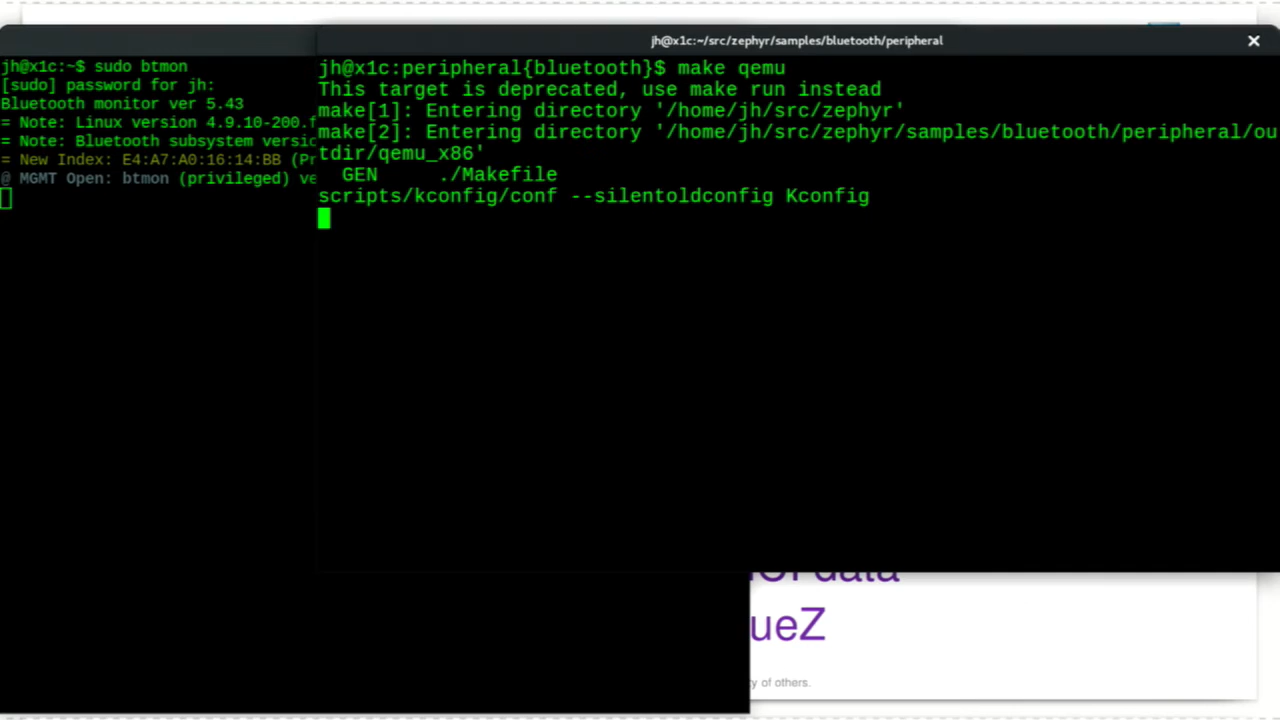 jh@x1c:~/src/zephyr/samples/bluetooth/peripheral
jh@x1c:~$ sudo btmon
[sudo] password for jh:
Bluetooth monitor ver 5.43
= Note: Linux version 4.9.10-200.f
= Note: Bluetooth subsystem versic
= New Index: E4:A7:A0:16:14:BB (Pr
@ MGMT Open: btmon (privileged) ve
jh@x1c:peripheral{bluetooth}$ make qemu
This target is deprecated, use make run instead
make[1]: Entering directory '/home/jh/src/zephyr'
make[2]: Entering directory '/home/jh/src/zephyr/samples/bluetooth/peripheral/ou
tdir/qemu_x86'
  GEN     ./Makefile
scripts/kconfig/conf --silentoldconfig Kconfig
data
ueZ
y of others.